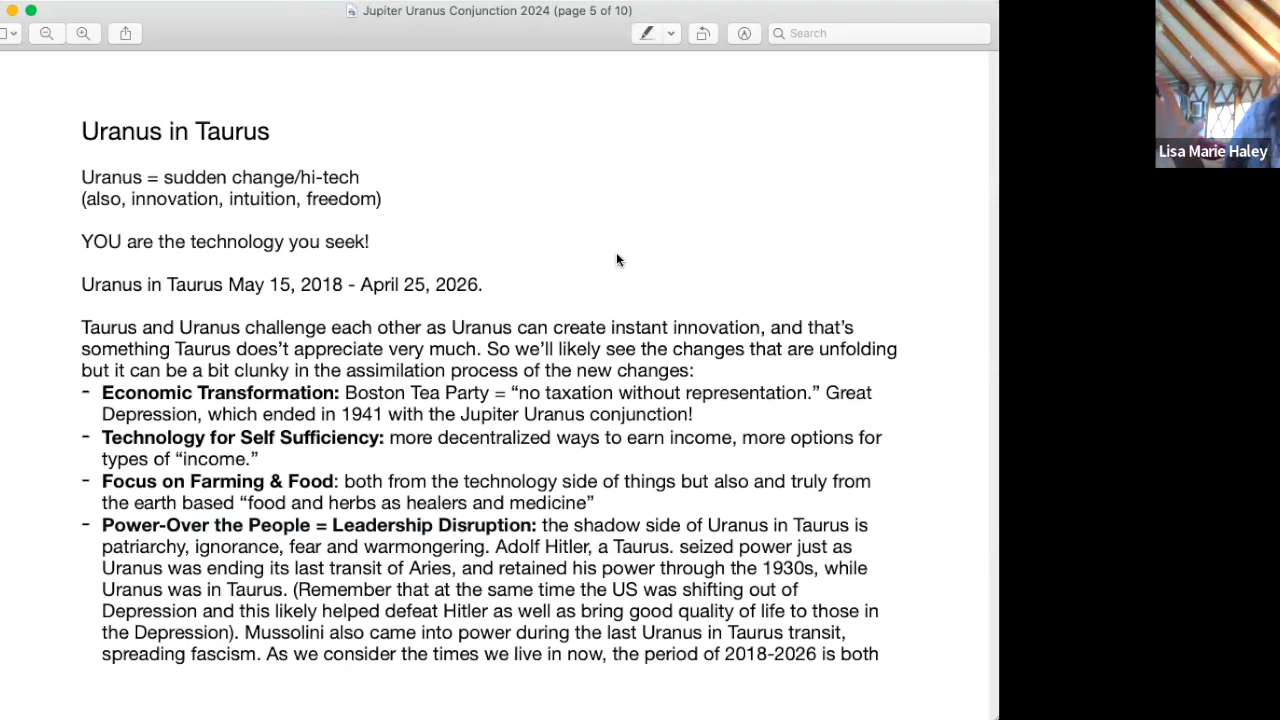 Jupiter Uranus Conjunction 2024 (page 5 of 10)
Search
Uranus in Taurus
Uranus = sudden change/hi-tech
(also, innovation, intuition, freedom)
YOU are the technology you seek!
Uranus in Taurus May 15, 2018 - April 25, 2026.
Taurus and Uranus challenge each other as Uranus can create instant innovation, and that's
something Taurus does't appreciate very much. So we'll likely see the changes that are unfolding
but it can be a bit clunky in the assimilation process of the new changes:
- Economic Transformation: Boston Tea Party = “no taxation without representation.” Great
Depression, which ended in 1941 with the Jupiter Uranus conjunction!
- Technology for Self Sufficiency: more decentralized ways to earn income, more options for
types of “income.”
- Focus on Farming & Food: both from the technology side of things but also and truly from
the earth based “food and herbs as healers and medicine”
- Power-Over the People = Leadership Disruption: the shadow side of Uranus in Taurus is
patriarchy, ignorance, fear and warmongering. Adolf Hitler, a Taurus. seized power just as
Uranus was ending its last transit of Aries, and retained his power through the 1930s, while
Uranus was in Taurus. (Remember that at the same time the US was shifting out of
Depression and this likely helped defeat Hitler as well as bring good quality of life to those in
the Depression). Mussolini also came into power during the last Uranus in Taurus transit,
spreading fascism. As we consider the times we live in now, the period of 2018-2026 is both
Lisa Marie Haley